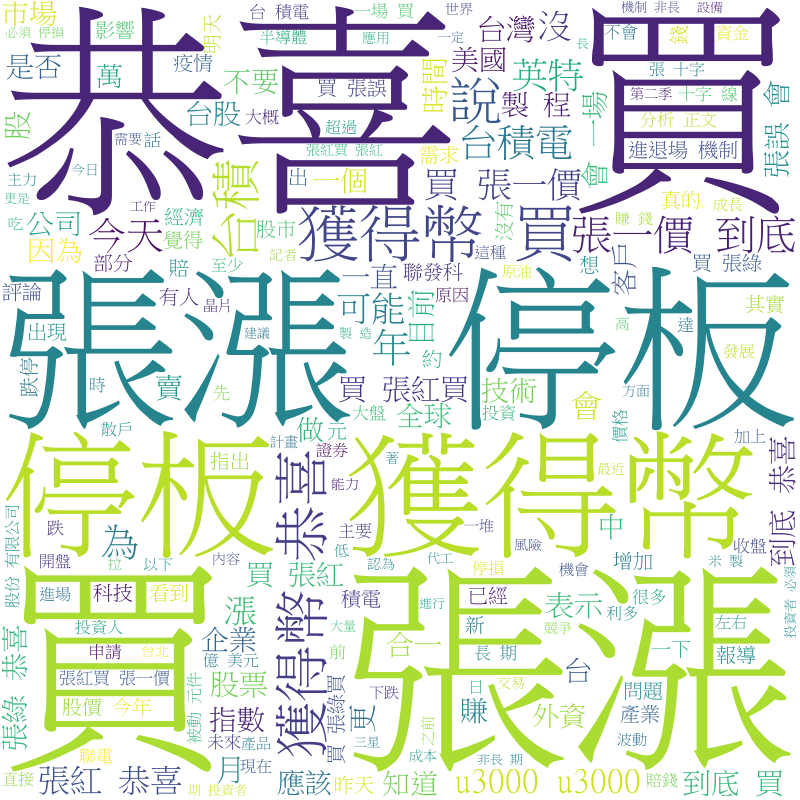 恭喜
買
張漲
停板
停板
獲得幣
買
張漲
市場
必須 停損
影響
萬
是否
疫情
股
台股
大概
明天
台 積電
半導體
不要
需要
話
今日
主力
更是
工作
吃
公司
經濟
因為
今天
覺得
股市
部分
賠
至少
記者
台積
一場 買
應用
世界
一定
美國
時間
買 張誤
超過
張紅買 張紅
需求
出
一個
說
英特
製 程
台積電
買 張一價
獲得幣 買
台灣
沒
機制 非長
不會
張 十字
第二季
十字 線
分析 正文
進退場 機制
一場
會
設備
錢
資金
長
張誤 會
真的
賺 錢
成長
張一價 到底
沒有
這種
想
客戶
買 張綠
評論
有人
晶片
原油
原因
一直
聯發科
可能
目前
年
約
出現
建議
製 造
跌停
時
賣
先
買 張紅買
技術
大盤
全球
投資
會
高
達
其實
發展
方面
價格
散戶
計畫
做
元
證券
著
加上
最近
指出
恭喜
能力
為
跌
主要
一堆
風險
中
收盤
到底 恭喜
股份 有限公司
開盤
拉
以下
內容
低
認為
代工
機會
增加
米 製
投資者 必須
買 張紅
停損
進場
科技
看到
漲
積電
進行
已經
表示
利多
很多
左右
投資人
申請
台北
企業
獲得幣
大量
前
合一
新
競爭
長 期
台
一下
報導
張綠 恭喜
張紅買 張一價
億 美元
股票
買 張綠買
更
下跌
日
交易
賺
外資
問題
產業
股價
今年
被動 元件
指數
三星
之前
波動
聯電
未來
產品
成本
非長 期
賠錢
直接
張紅 恭喜
月
現在
期 投資者
應該
昨天
知道
u3000 u3000
到底 買